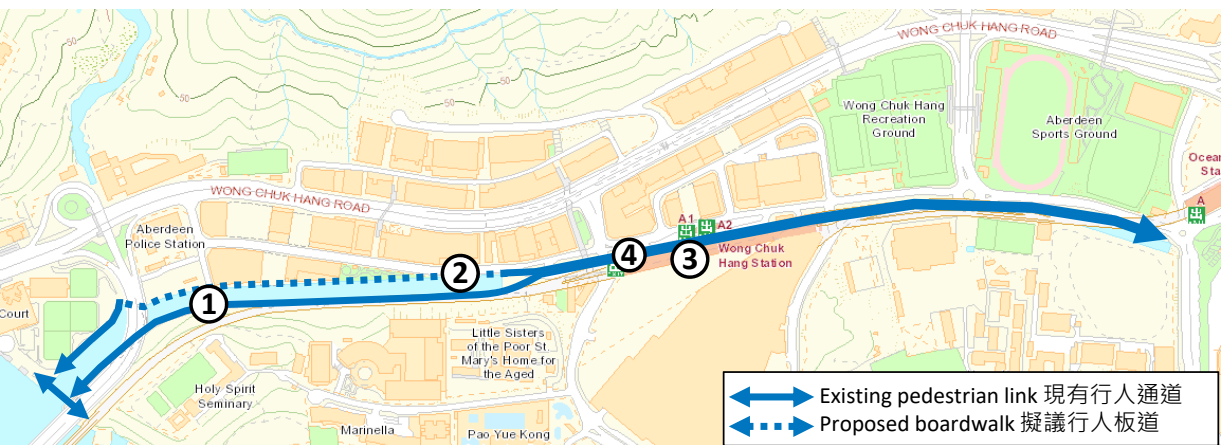 WONG CHUK HANG ROAD
50
50
50
Wong Chuk Hang
Recreation
Ground
Aberdeen
Sports Ground
Ocean
Sta
A
WONG CHUK HANG ROAD
Aberdeen
Police Station
A1
A2
Wong Chuk
Hang Station
4
3
2
1
Court
Little Sisters
of the Poor St.
Mary's Home for
the Aged
Holy Spirit
Seminary
Marinella
Pao Yue Kong
Existing pedestrian link 現有行人通道
Proposed boardwalk 擬議行人板道